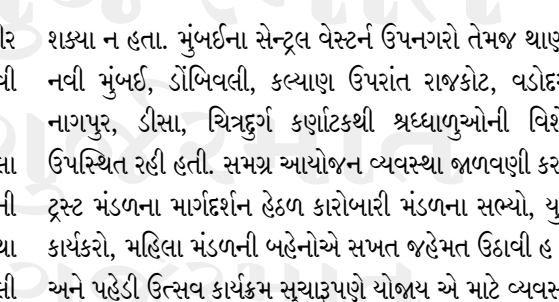 શક્યા ન હતા. મુંબઈના સેન્ટ્રલ વેસ્ટર્ન ઉપનગરો તેમજ
નવી મુંબઈ, ડોંબિવલી, કલ્યાણ ઉપરાંત રાજકોટ,
નાગપુર, ડીસા, ચિત્રદુર્ગ કર્ણાટકથી શ્રધ્ધાળુઓની
ઉપસ્થિત રહી હતી. સમગ્ર આયોજન વ્યવસ્થા જાળવણી
ટ્રસ્ટ મંડળના માર્ગદર્શન હેઠળ કારોબારી મંડળના સભ્યો,
કાર્યકરો, મહિલા મંડળની બહેનોએ સખત જહેમત ઉઠાવી હ
અને પહેડી ઉત્સવ કાર્યક્રમ સુચારૂપણે યોજાય એ માટે